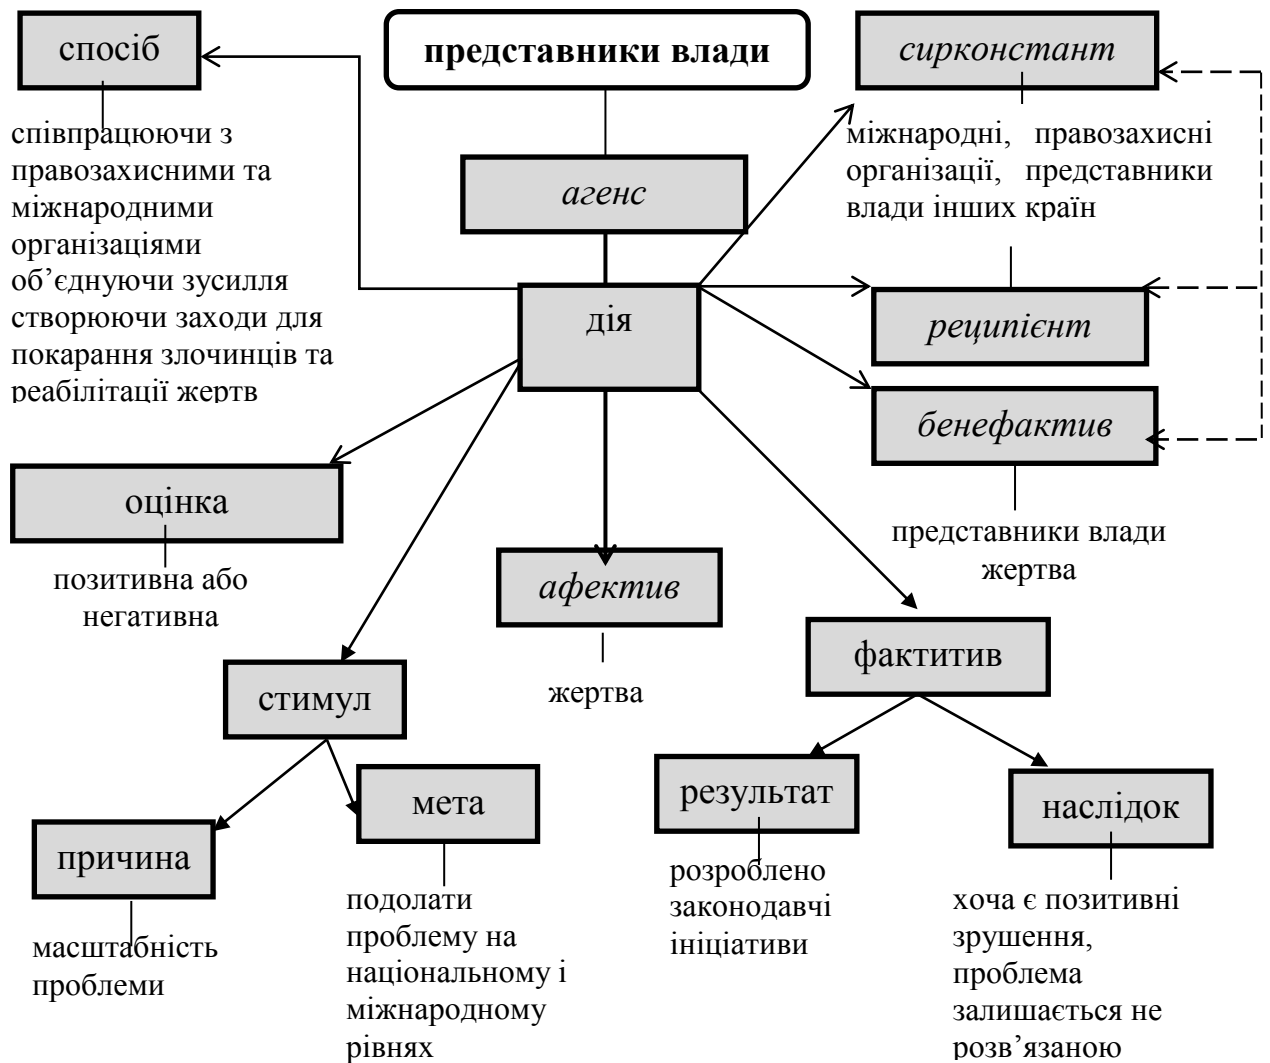 спосіб
представники влади
сирконстант
співпрацюючи з
правозахисними та
міжнародними
організаціями
об’єднуючи зусилля
створюючи заходи для
покарання злочинців та
реабілітації жертв
агенс
міжнародні, правозахисні
організації, представники
влади інших країн
дія
реципієнт
бенефактив
представники влади
жертва
оцінка
позитивна або
негативна
афектив
жертва
фактитив
стимул
причина
масштабність
проблеми
мета
подолати
проблему на
національному і
міжнародному
рівнях
результат
розроблено
законодавчі
ініціативи
наслідок
хоча є позитивні
зрушення,
проблема
залишається не
розв’язаною